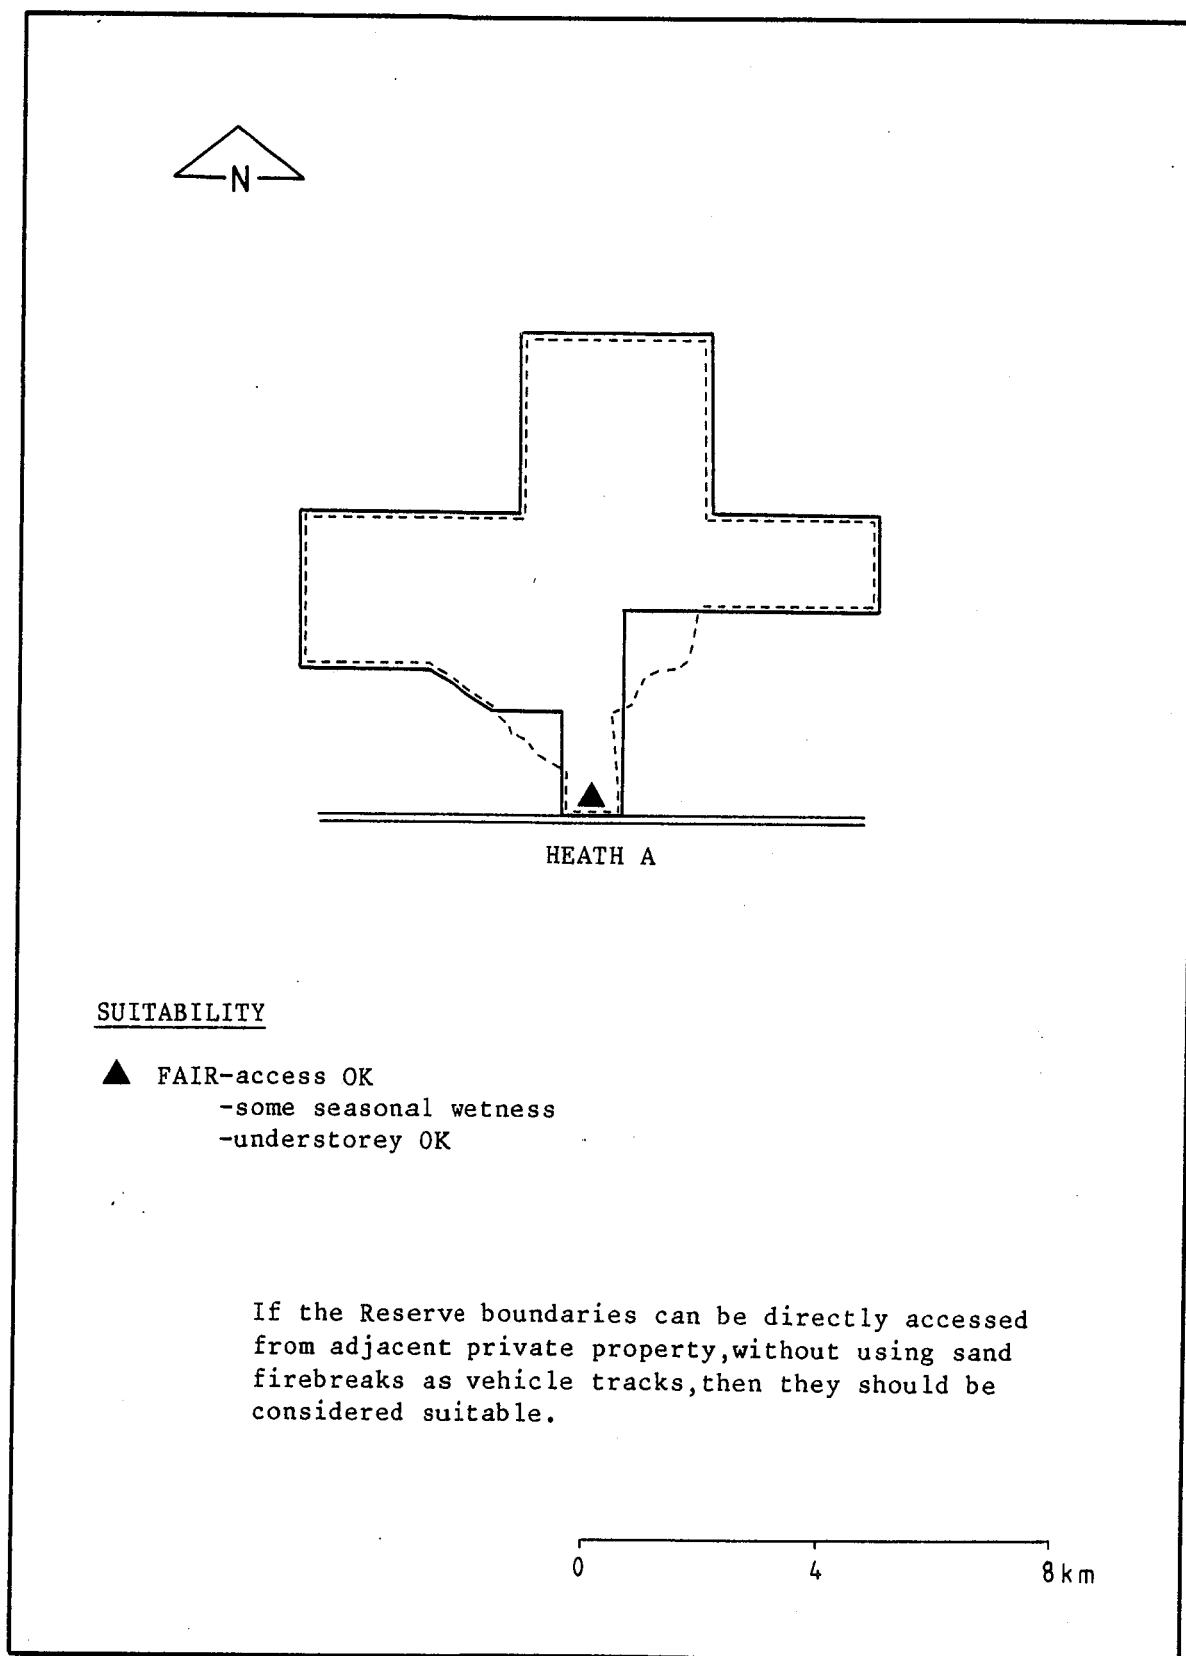 N
HEATH A
SUITABILITY
▲ FAIR-access OK
-some seasonal wetness
-understorey OK
If the Reserve boundaries can be directly accessed
from adjacent private property,without using sand
firebreaks as vehicle tracks,then they should be
considered suitable.
0 4 8km